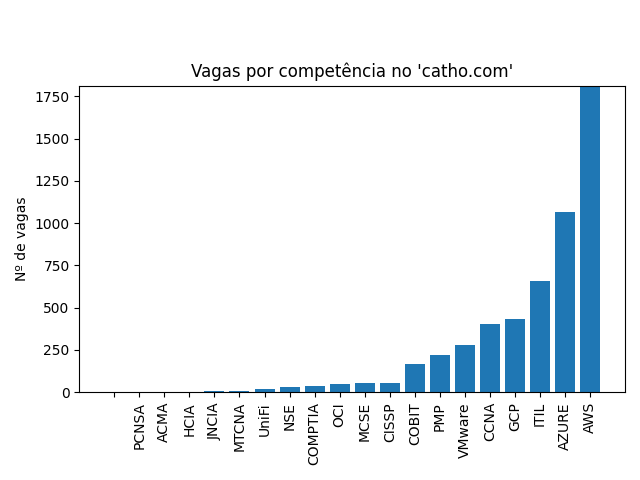 Vagas por competência no 'catho.com'
Nº de vagas
1750
1500
1250
1000
750
500
250
0
PCNSA
ACMA
HCIA
JNCIA
MTCNA
UniFi
NSE
COMPTIA
OCI
MCSE
CISSP
COBIT
PMP
VMware
CCNA
GCP
ITIL
AZURE
AWS